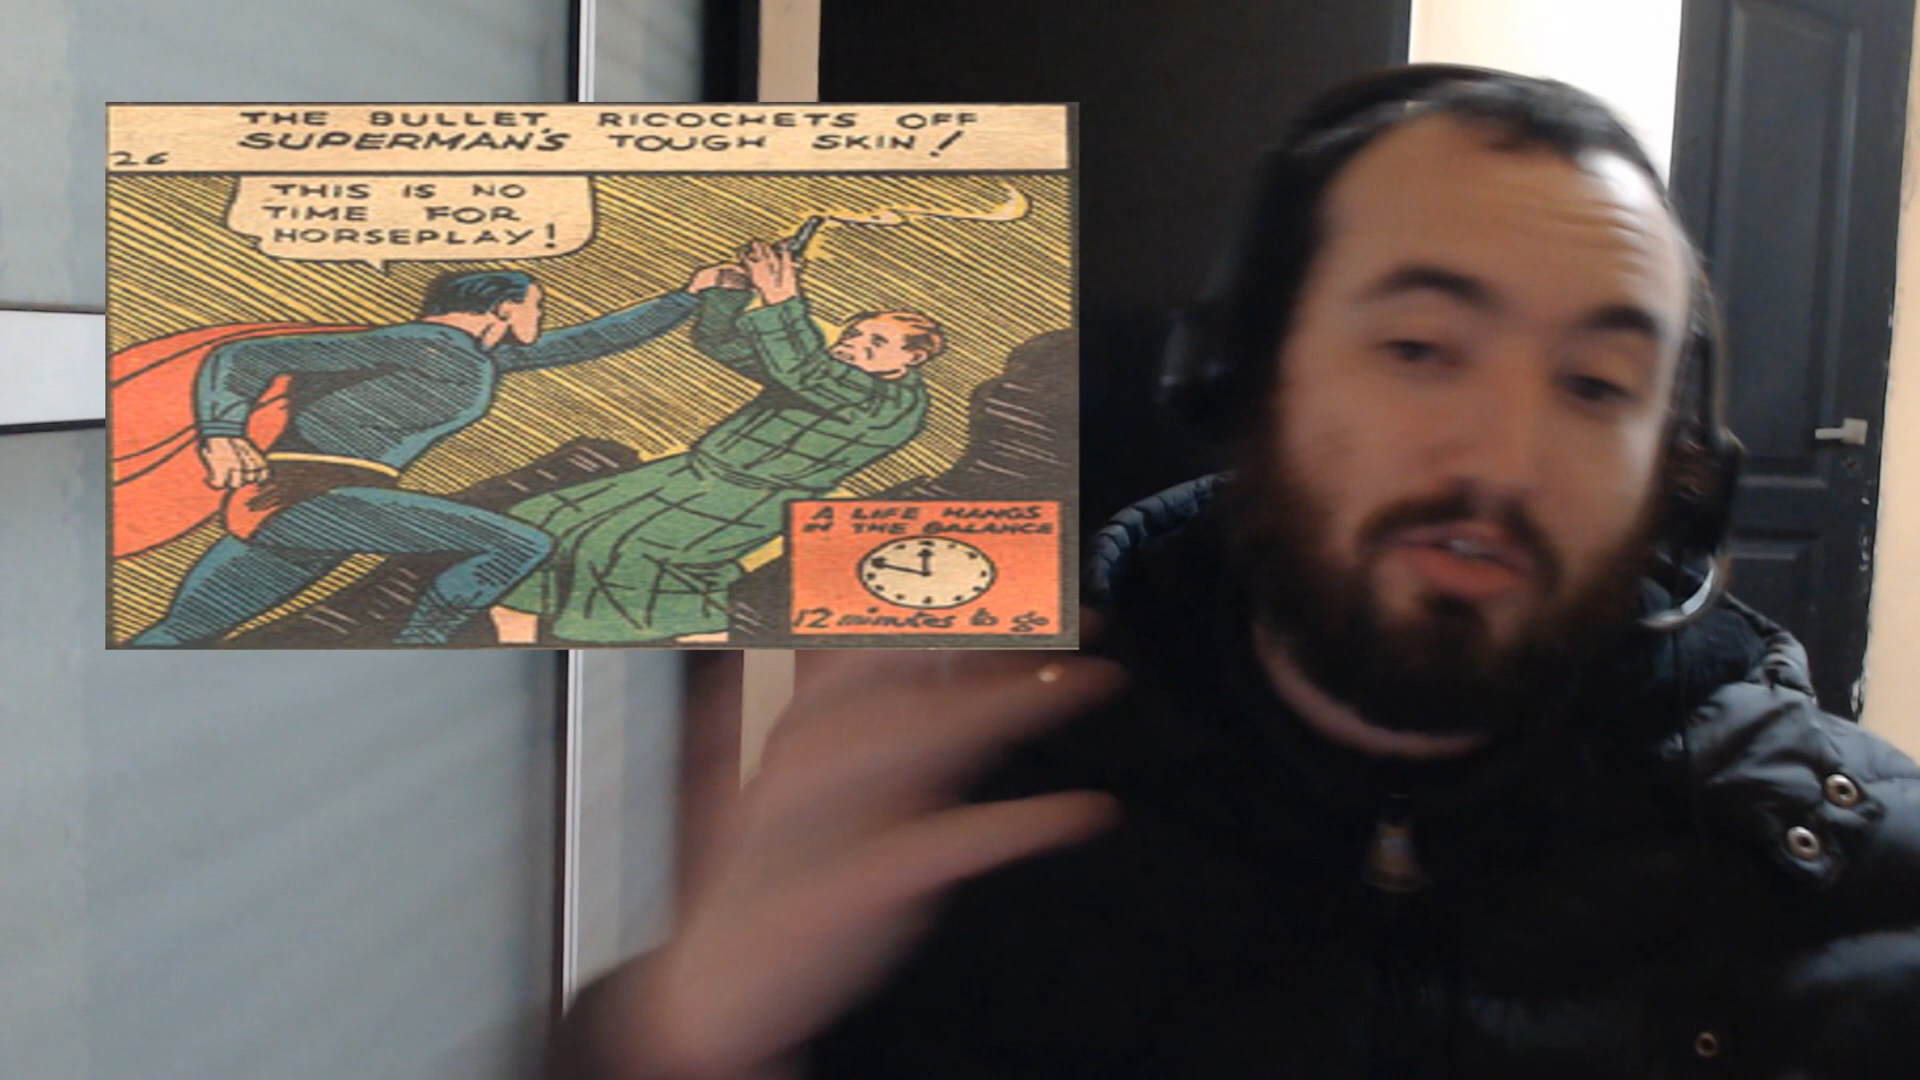 THE BULLET RICOCHETS OFF
SUPERMAN'S TOUGH SKIN!
26
THIS IS NO
TIME FOR
HORSEPLAY!
A LIFE HANGS
IN THE BALANCE
12 minutes to go